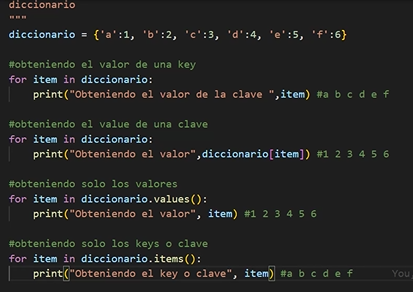 diccionario
"""
diccionario = {'a':1, 'b':2, 'c':3, 'd':4, 'e':5, 'f':6}
#obteniendo el valor de una key
for item in diccionario:
    print("Obteniendo el valor de la clave ",item) #a b c d e f
#obteniendo el value de una clave
for item in diccionario:
    print("Obteniendo el valor",diccionario[item]) #1 2 3 4 5 6
#obteniendo solo los valores
for item in diccionario.values():
    print("Obteniendo el valor", item) #1 2 3 4 5 6
#obteniendo solo los keys o clave
for item in diccionario.items():
    print("Obteniendo el key o clave", item) #a b c d e f You